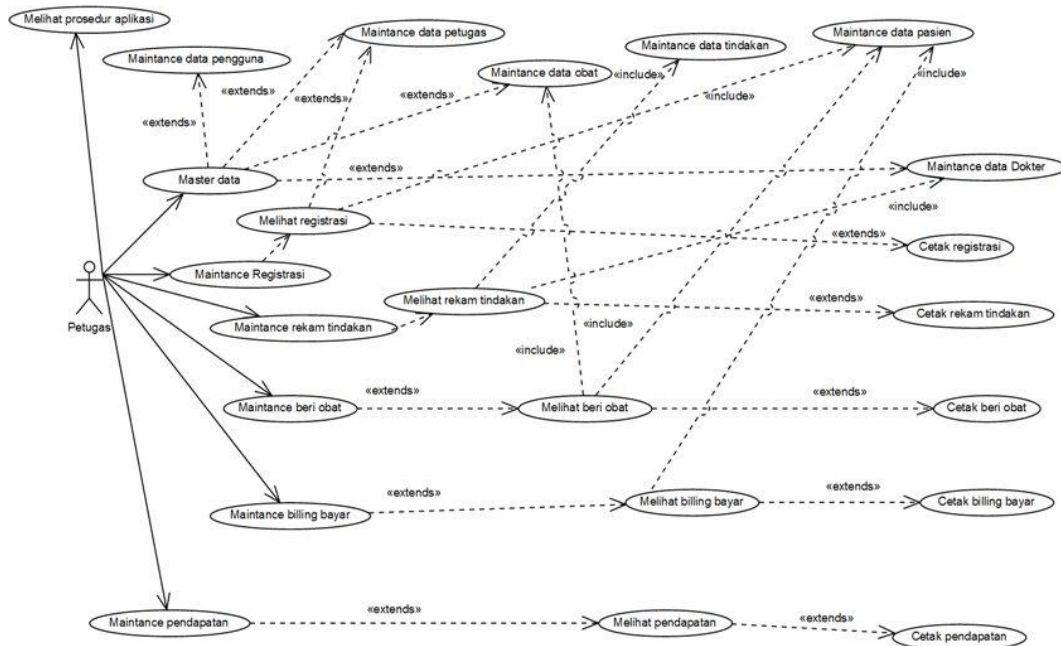 Melihat prosedur aplikasi
Maintance data petugas
Maintance data pasien
Maintance data tindakan
Maintance data pengguna
Maintance data obat
«include»
«extends»
«extends»
«extends»
«include»
«include»
«extends»
«extends»
Maintance data Dokter
Master data
«include»
Melihat registrasi
«extends»
Cetak registrasi
Maintance Registrasi
Melihat rekam tindakan
«extends»
Cetak rekam tindakan
Petugas
Maintance rekam tindakan
«include»
«include»
«extends»
«extends»
Maintance beri obat
Melihat beri obat
Cetak beri obat
«extends»
«extends»
Maintance billing bayar
Melihat billing bayar
Cetak billing bayar
«extends»
«extends»
Maintance pendapatan
Melihat pendapatan
Cetak pendapatan